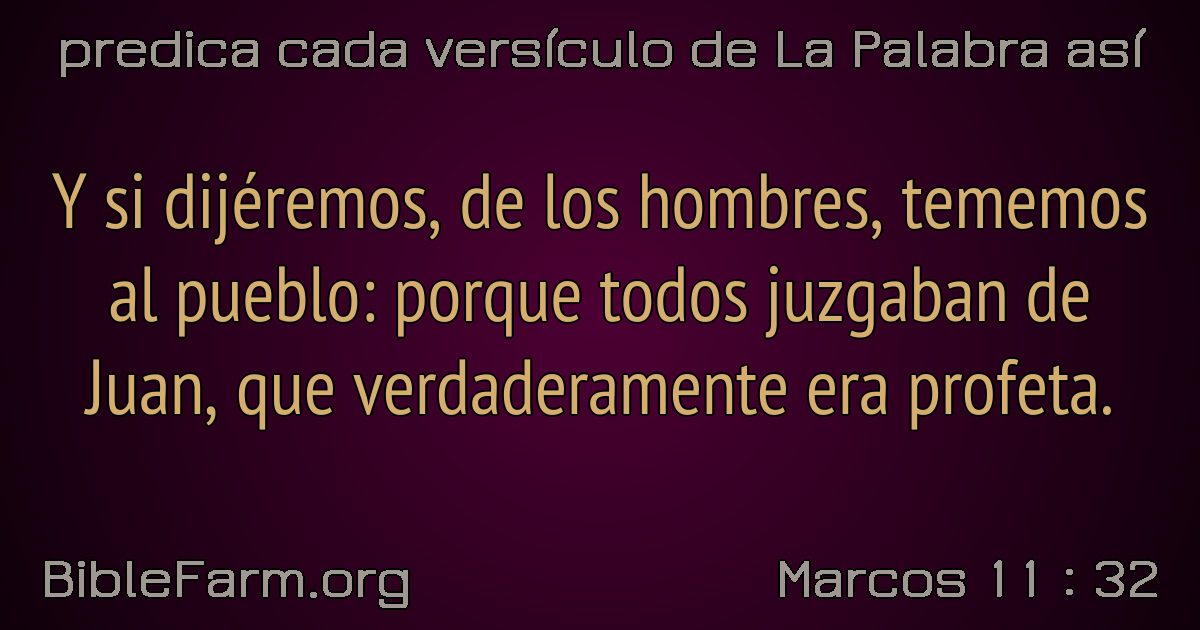 predica cada versículo de La Palabra así
Y si dijéremos, de los hombres, tememos
al pueblo: porque todos juzgaban de
Juan, que verdaderamente era profeta.
BibleFarm.org
Marcos 11 : 32